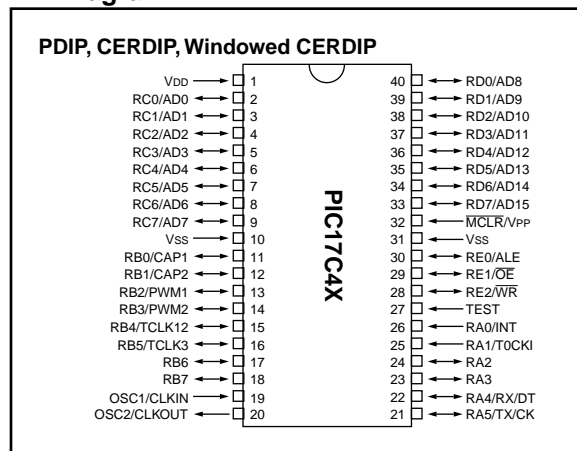 PDIP, CERDIP, Windowed CERDIP
VDD 1 40 RD0/AD8
RC0/AD0 2 39 RD1/AD9
RC1/AD1 3 38 RD2/AD10
RC2/AD2 4 37 RD3/AD11
RC3/AD3 5 36 RD4/AD12
RC4/AD4 6 35 RD5/AD13
RC5/AD5 7 34 RD6/AD14
RC6/AD6 8 33 RD7/AD15
RC7/AD7 9 32 MCLR/VPP
VSS 10 31 VSS
RB0/CAP1 11 30 RE0/ALE
RB1/CAP2 12 29 RE1/OE
RB2/PWM1 13 28 RE2/WR
RB3/PWM2 14 27 TEST
RB4/TCLK12 15 26 RA0/INT
RB5/TCLK3 16 25 RA1/T0CKI
RB6 17 24 RA2
RB7 18 23 RA3
OSC1/CLKIN 19 22 RA4/RX/DT
OSC2/CLKOUT 20 21 RA5/TX/CK
PIC17C4X